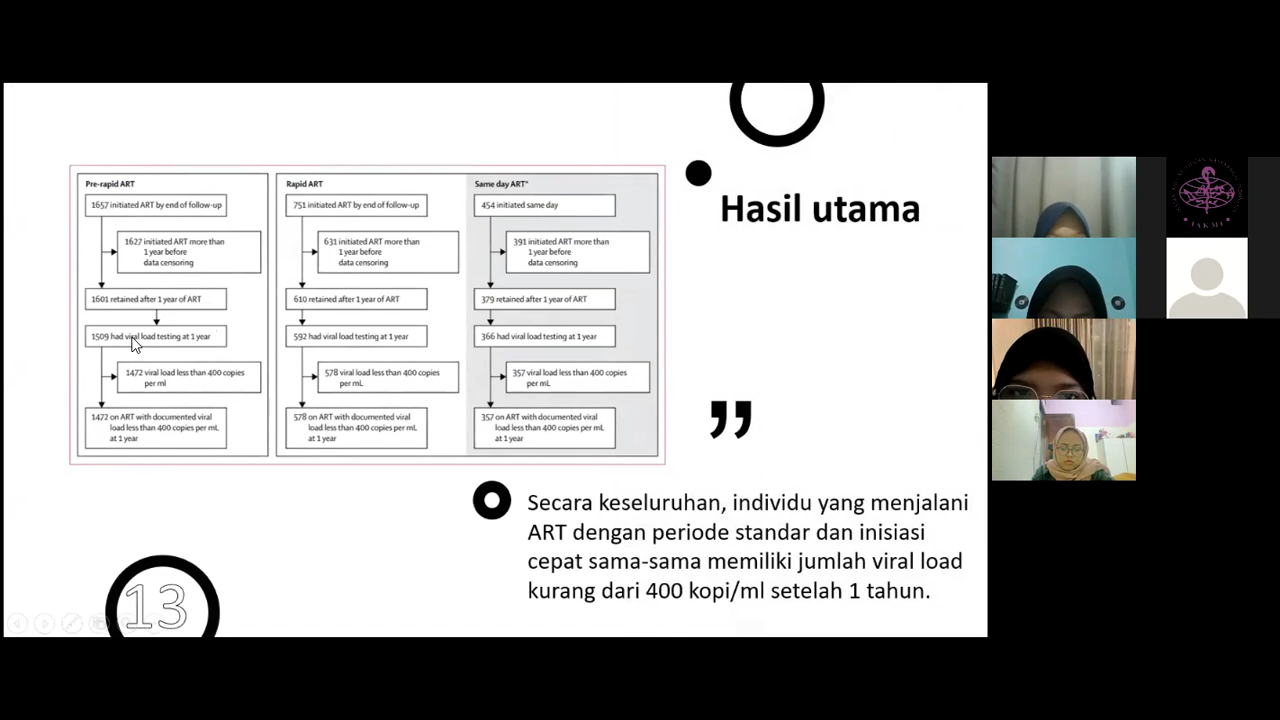 Pre-rapid ART
1657 initiated ART by end of follow-up
1627 initiated ART more than
1 year before
data censoring
1601 retained after 1 year of ART
1509 had viral load testing at 1 year
1472 viral load less than 400 copies
per ml
1472 on ART with documented viral
load less than 400 copies per mL
at 1 year
Rapid ART
751 initiated ART by end of follow-up
631 initiated ART more than
1 year before
data censoring
610 retained after 1 year of ART
592 had viral load testing at 1 year
578 viral load less than 400 copies
per mL
578 on ART with documented viral
load less than 400 copies per mL
at 1 year
Same day ART*
454 initiated same day
391 initiated ART more than
1 year before
data censoring
379 retained after 1 year of ART
366 had viral load testing at 1 year
357 viral load less than 400 copies
per mL
357 on ART with documented viral
load less than 400 copies per mL
at 1 year
Hasil utama
”
Secara keseluruhan, individu yang menjalani
ART dengan periode standar dan inisiasi
cepat sama-sama memiliki jumlah viral load
kurang dari 400 kopi/ml setelah 1 tahun.
13